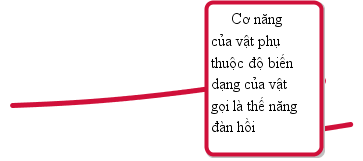 Cơ năng
của vật phụ
thuộc độ biến
dạng của vật
gọi là thế năng
đàn hồi